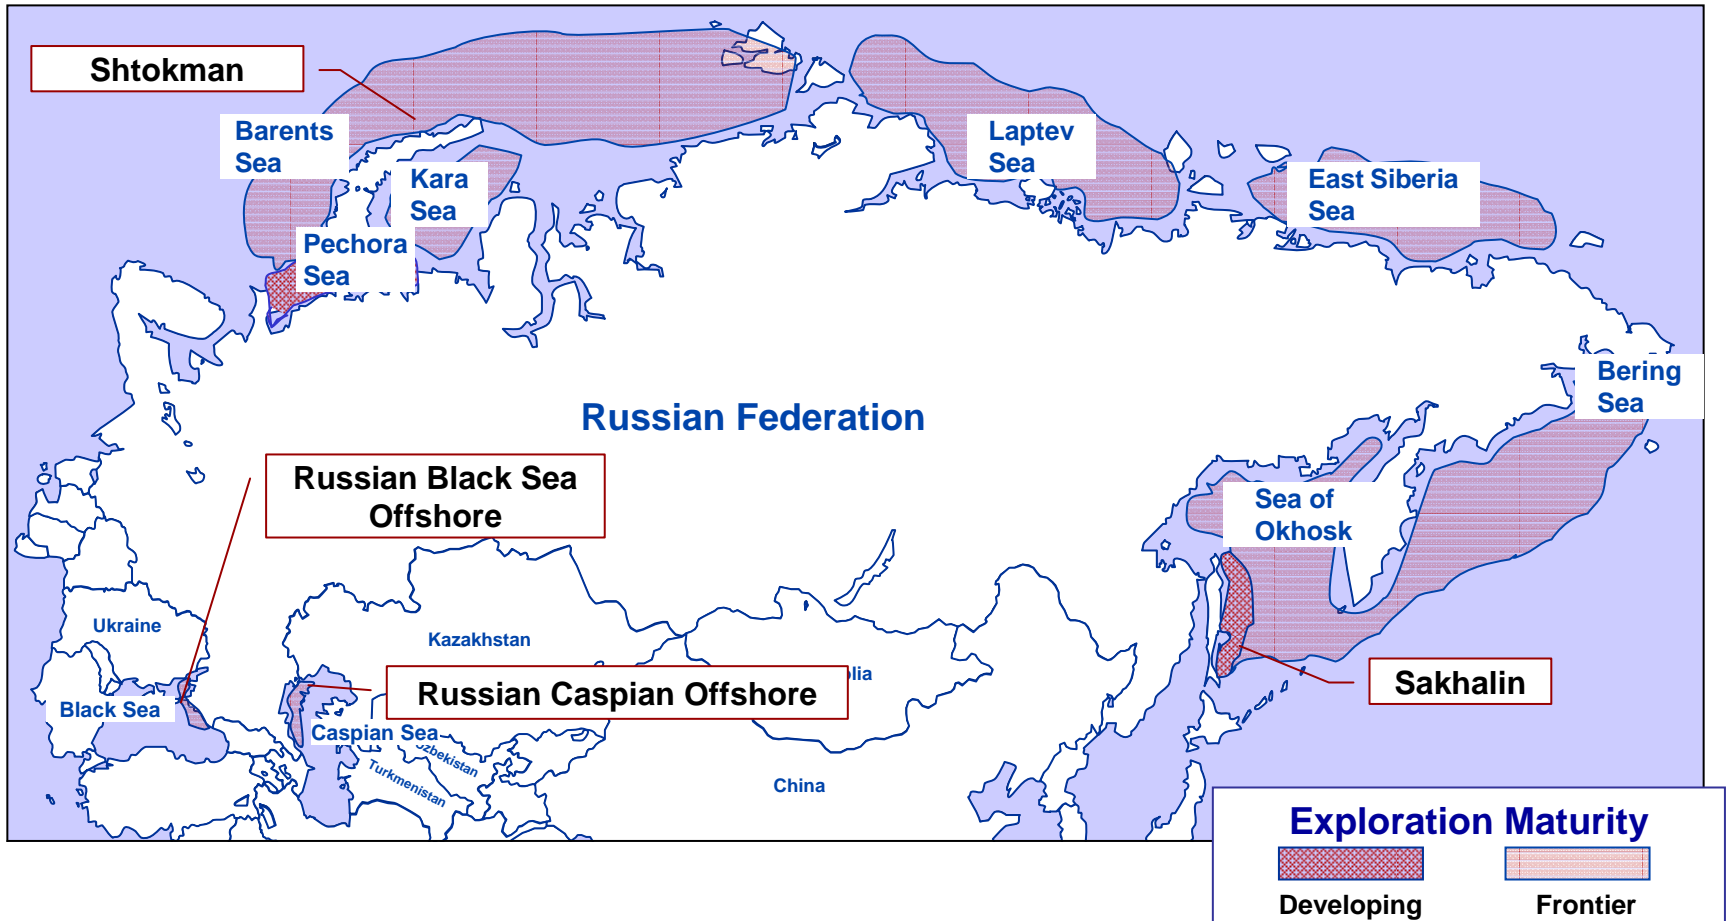 Shtokman
Barents
Sea
Kara
Sea
Pechora
Sea
Laptev
Sea
East Siberia
Sea
Bering
Sea
Russian Federation
Russian Black Sea
Offshore
Sea of
Okhosk
Ukraine
Kazakhstan
olia
Russian Caspian Offshore
Sakhalin
Black Sea
Caspian Sea
ozbekistan
Turkmenistan
China
Exploration Maturity
Developing
Frontier